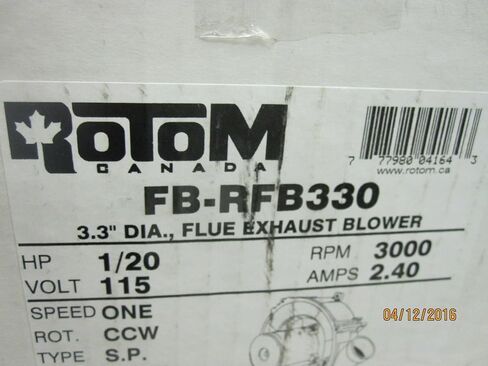 ROTOM
CANADA
7 77980 04164 3
www.rotom.ca
FB-RFB330
3.3" DIA., FLUE EXHAUST BLOWER
HP 1/20 RPM 3000
VOLT 115 AMPS 2.40
SPEED ONE
ROT. CCW
TYPE S.P.
04/12/2016